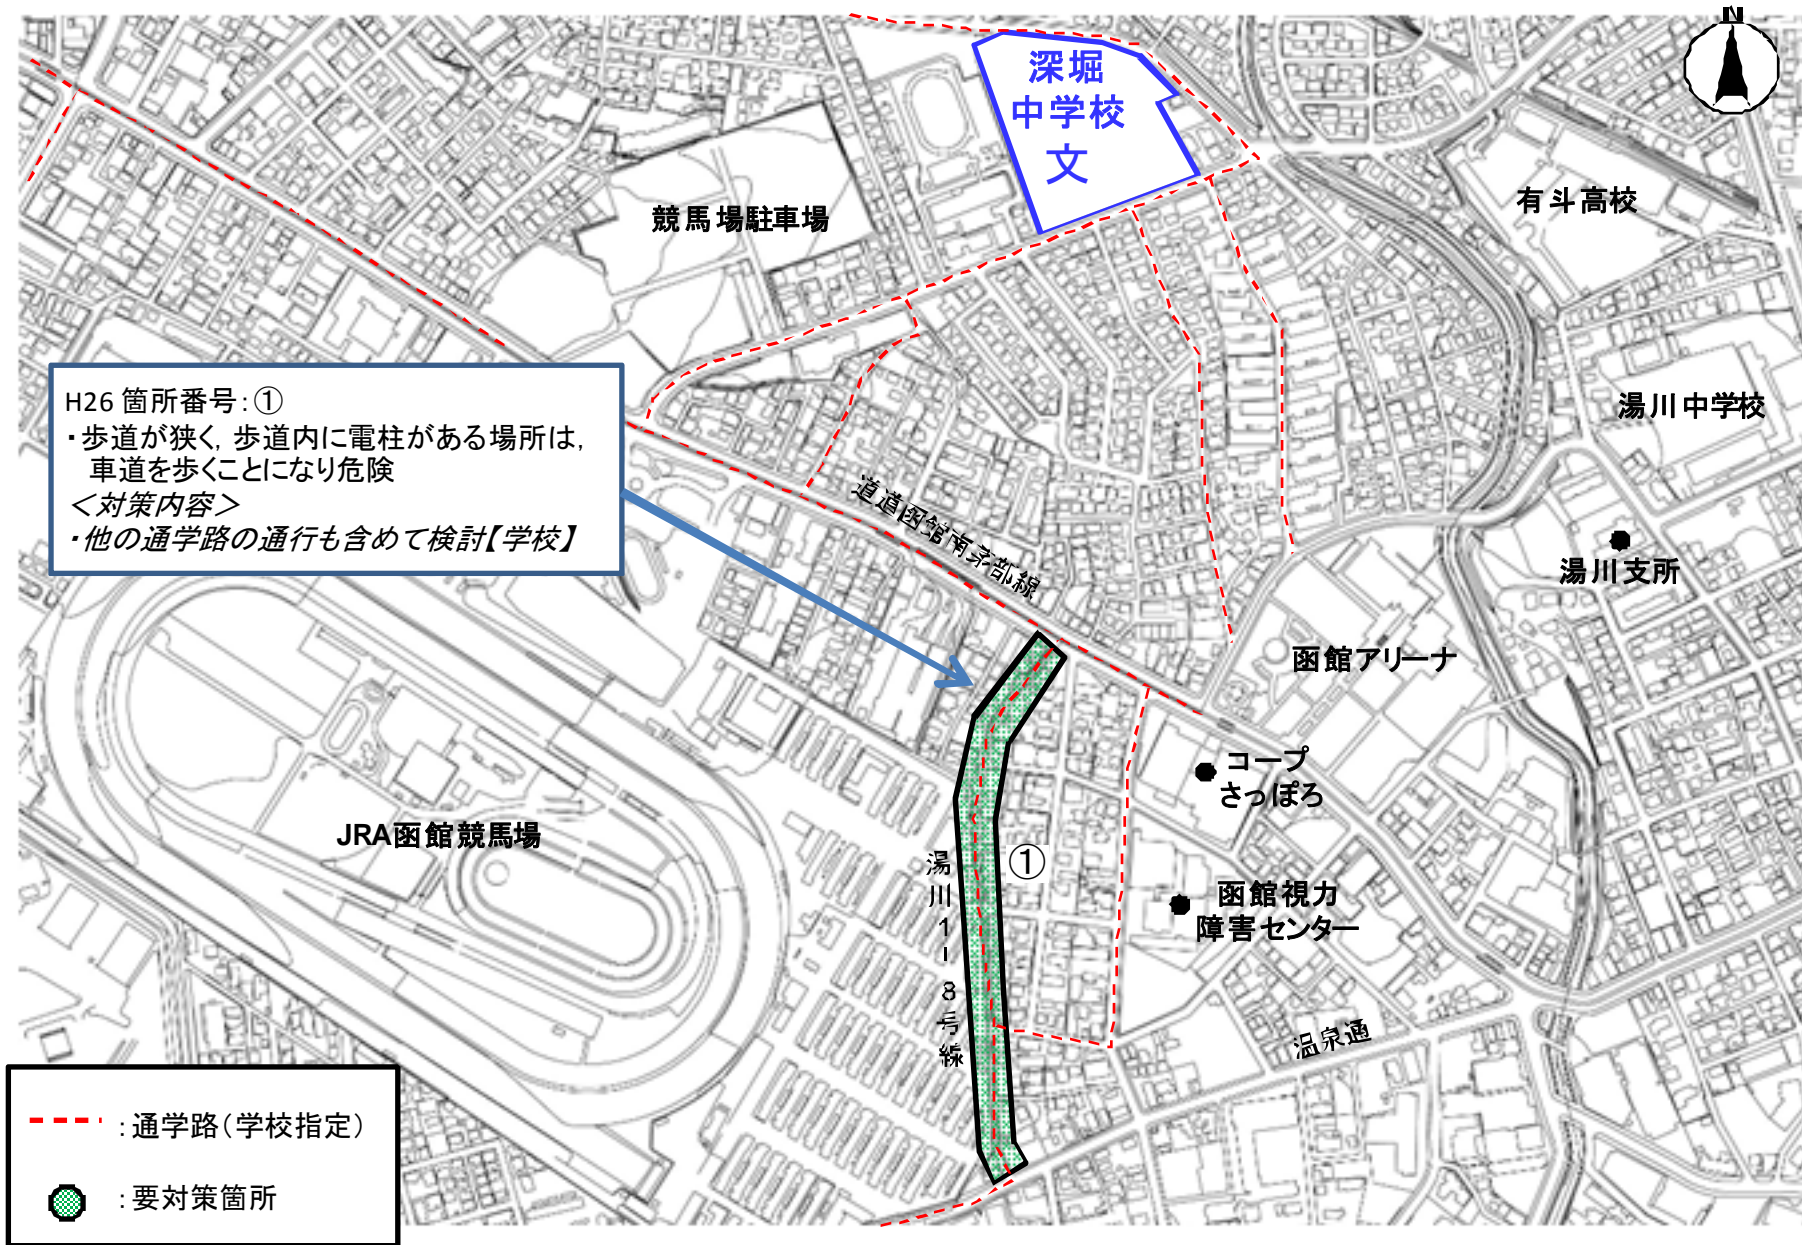 N
深堀
中学校
文
有斗高校
競馬場駐車場
湯川中学校
H26 箇所番号:①
・歩道が狭く,歩道内に電柱がある場所は,
車道を歩くことになり危険
＜対策内容＞
・他の通学路の通行も含めて検討【学校】
道道函館南茅部線
湯川支所
函館アリーナ
コープ
さっぽろ
JRA函館競馬場
①
湯川1-8号線
函館視力
障害センター
温泉通
:通学路(学校指定)
:要対策箇所